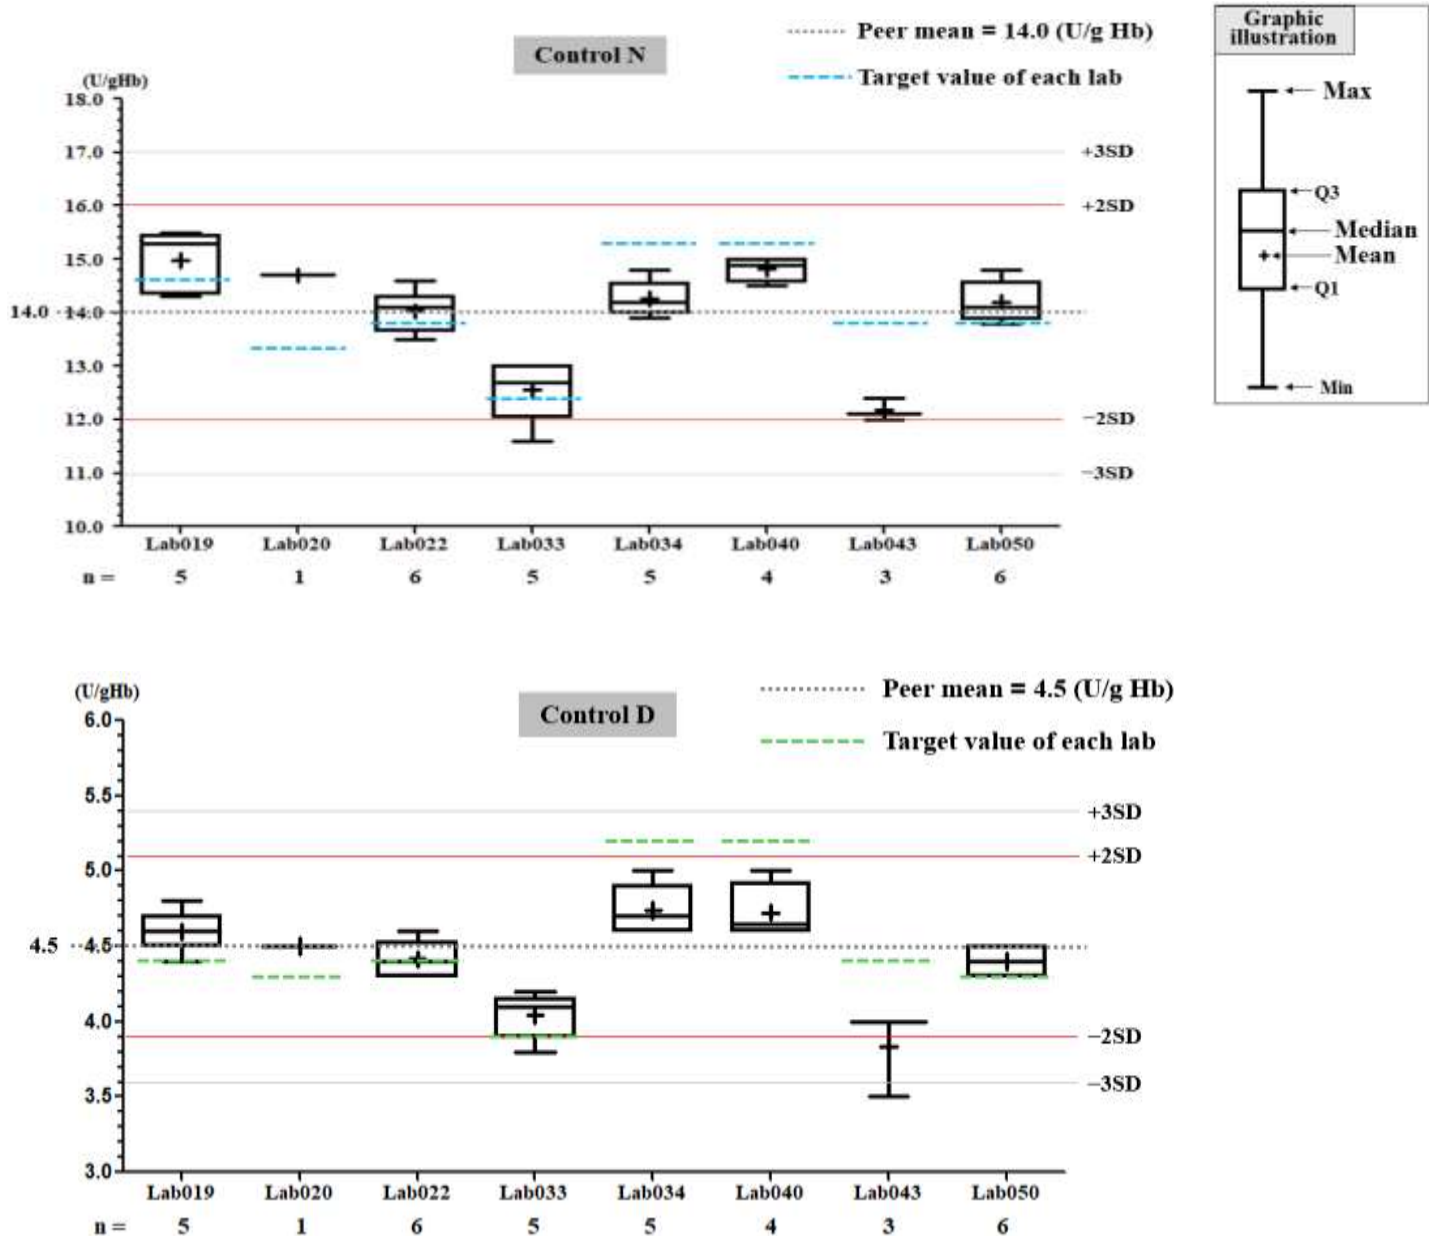 Control N
Peer mean = 14.0 (U/g Hb)
Target value of each lab
(U/gHb)
18.0
17.0
+3SD
16.0
+2SD
15.0
14.0 14.0
13.0
12.0
−2SD
11.0
−3SD
10.0
Lab019 Lab020 Lab022 Lab033 Lab034 Lab040 Lab043 Lab050
n = 5 1 6 5 5 4 3 6
Graphic
illustration
Max
Q3
Median
Mean
Q1
Min
Control D
Peer mean = 4.5 (U/g Hb)
Target value of each lab
(U/gHb)
6.0
5.5
+3SD
+2SD
5.0
4.5 4.5
4.0
−2SD
−3SD
3.5
3.0
Lab019 Lab020 Lab022 Lab033 Lab034 Lab040 Lab043 Lab050
n = 5 1 6 5 5 4 3 6